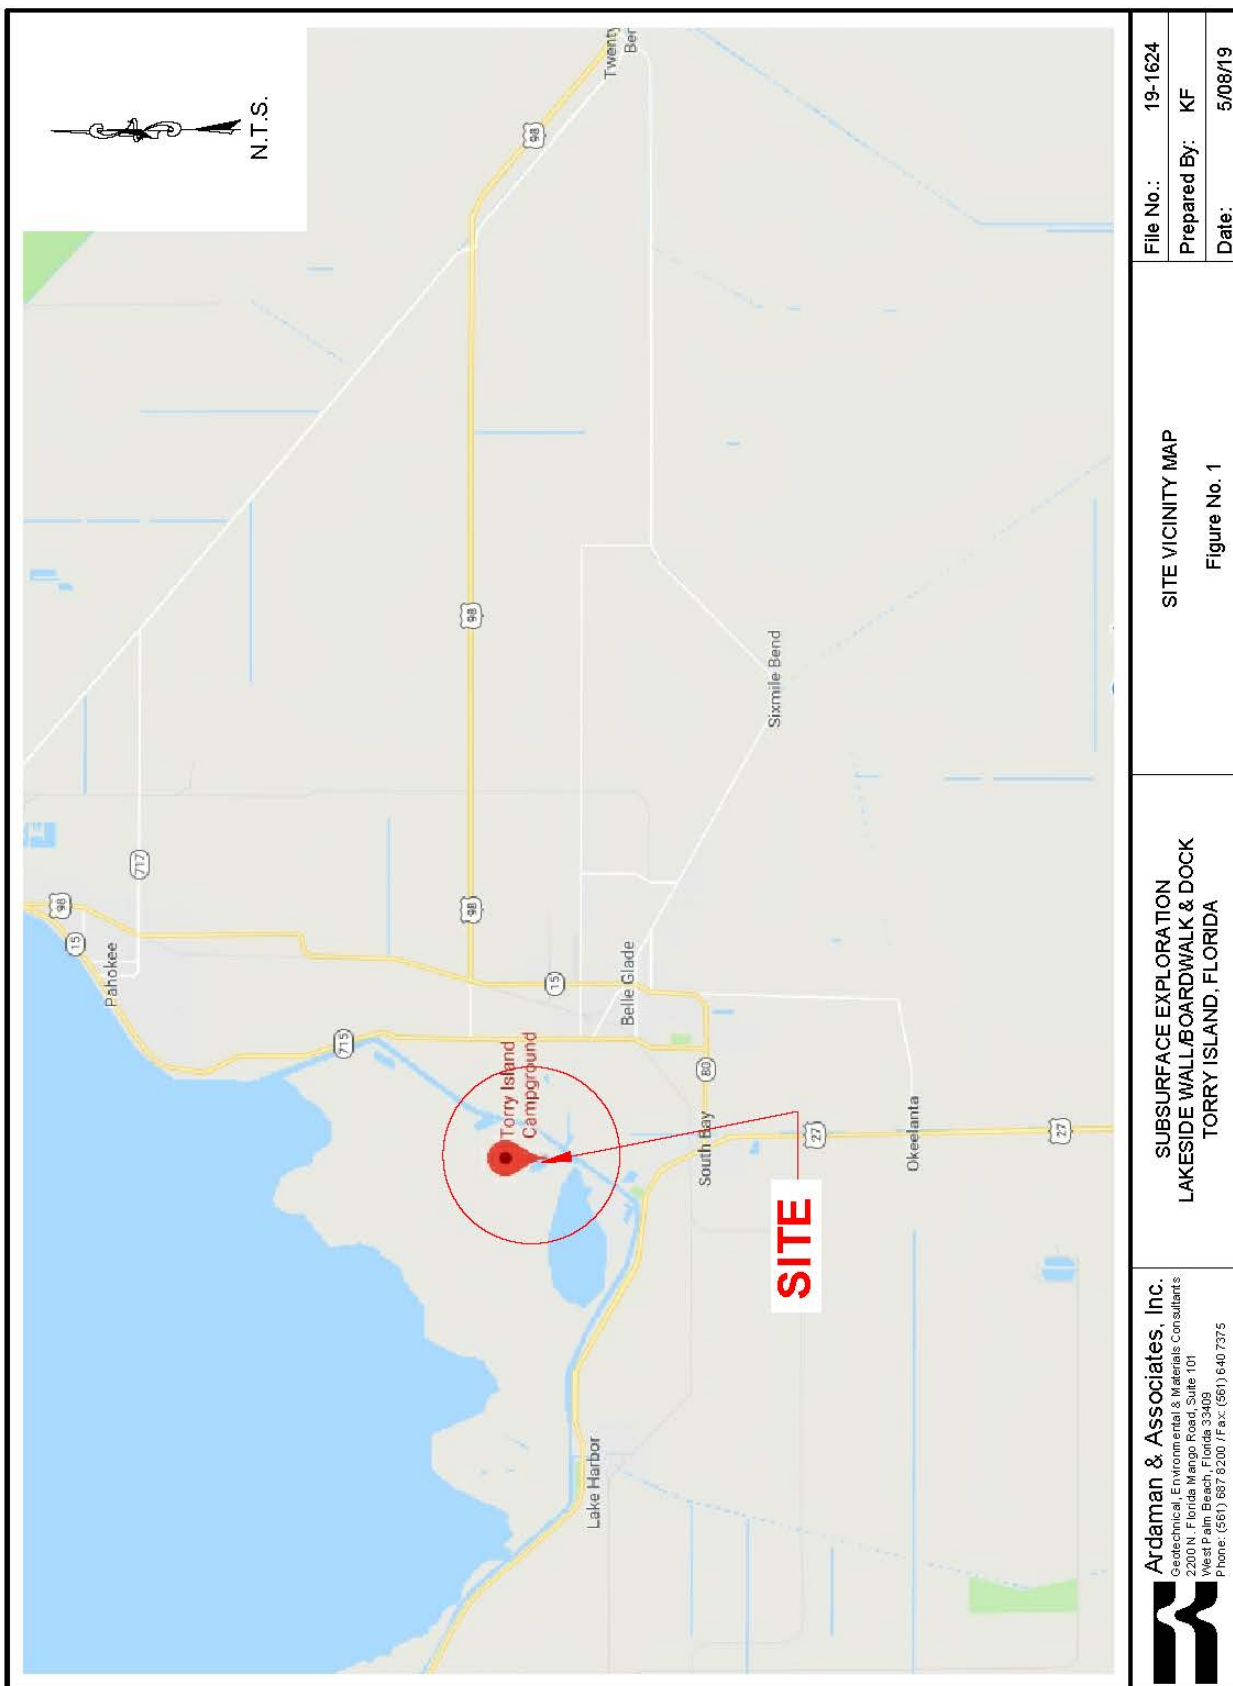 N.T.S.
Twenty
Ber
98
98
98
98
15
Pahokee
717
715
15
Torry Island
Campground
Belle Glade
Sixmile Bend
80
South Bay
27
Okeelanta
27
Lake Harbor
SITE
Ardaman & Associates, Inc.
Geotechnical, Environmental & Materials Consultants
2200 N. Florida Mango Road, Suite 101
West Palm Beach, Florida 33409
Phone: (561) 687 8200 / Fax: (561) 640 7375
SUBSURFACE EXPLORATION
LAKESIDE WALL/BOARDWALK & DOCK
TORRY ISLAND, FLORIDA
SITE VICINITY MAP
Figure No. 1
File No.: 19-1624
Prepared By: KF
Date: 5/08/19